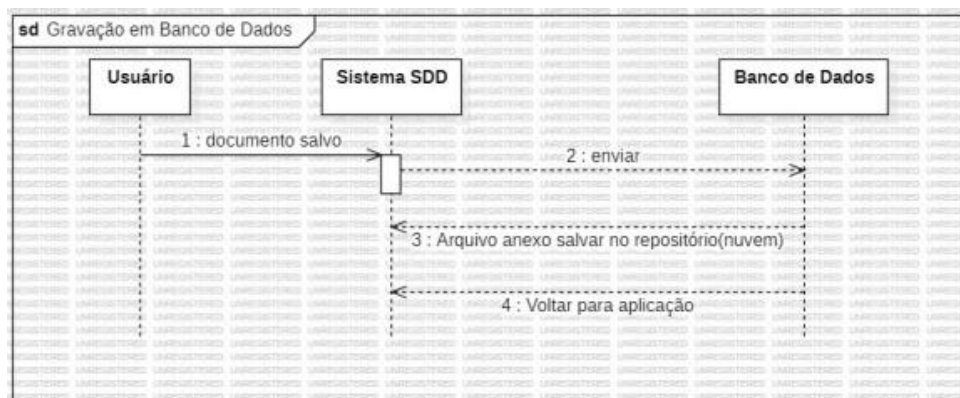 sd Gravação em Banco de Dados
Usuário
Sistema SDD
Banco de Dados
1 : documento salvo
2 : enviar
3 : Arquivo anexo salvar no repositório(nuvem)
4 : Voltar para aplicação
UNREGISTERED